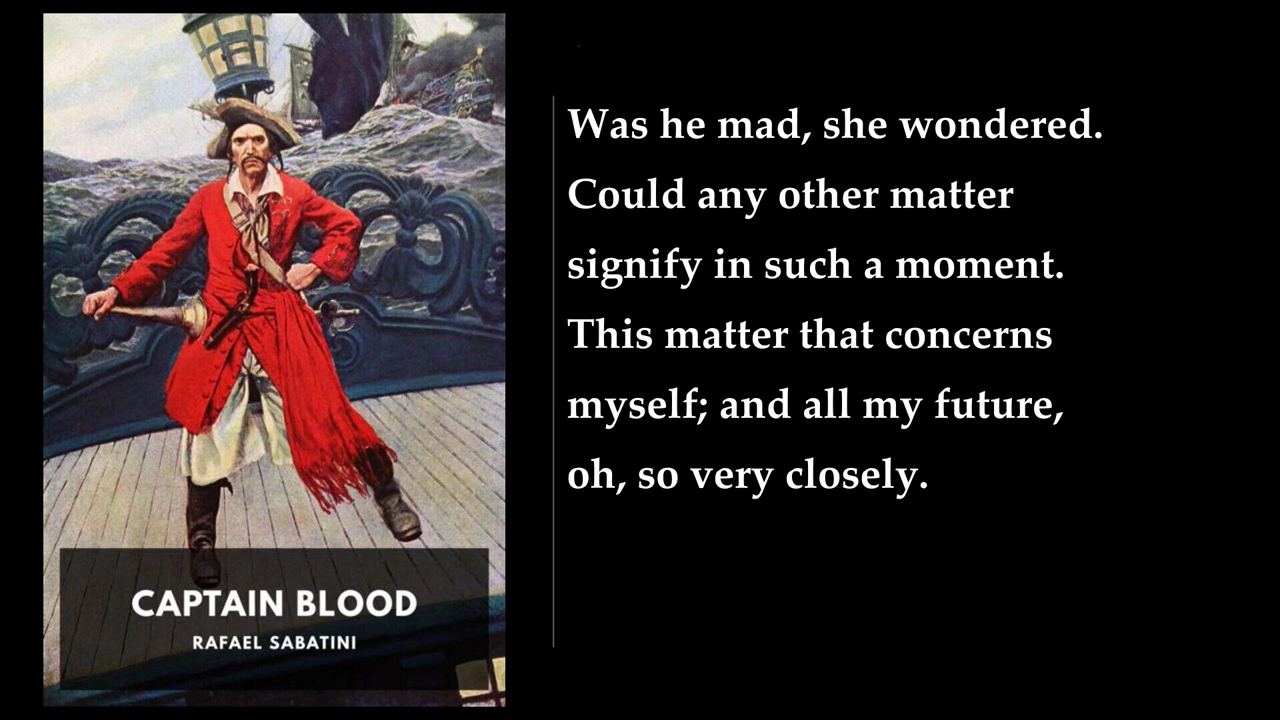 CAPTAIN BLOOD
RAFAEL SABATINI
Was he mad, she wondered.
Could any other matter
signify in such a moment.
This matter that concerns
myself; and all my future,
oh, so very closely.